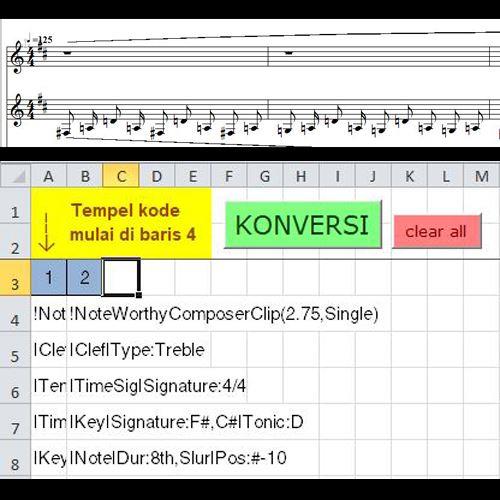 =125
A B C D E F G H I J K L M
1
2
Tempel kode
mulai di baris 4
KONVERSI
clear all
3 1 2
4 !Not !NoteWorthyComposerClip(2.75,Single)
5 |Clef |Clef|Type:Treble
6 |Tem |TimeSig|Signature:4/4
7 |Tim |Key|Signature:F#,C#|Tonic:D
8 |Key |Note|Dur:8th,Slur|Pos:#-10